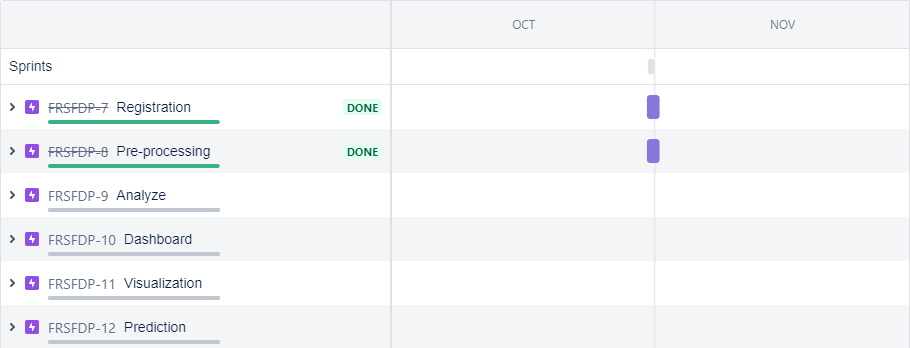 OCT NOV
Sprints
FRSFDP-7 Registration DONE
FRSFDP-8 Pre-processing DONE
FRSFDP-9 Analyze
FRSFDP-10 Dashboard
FRSFDP-11 Visualization
FRSFDP-12 Prediction